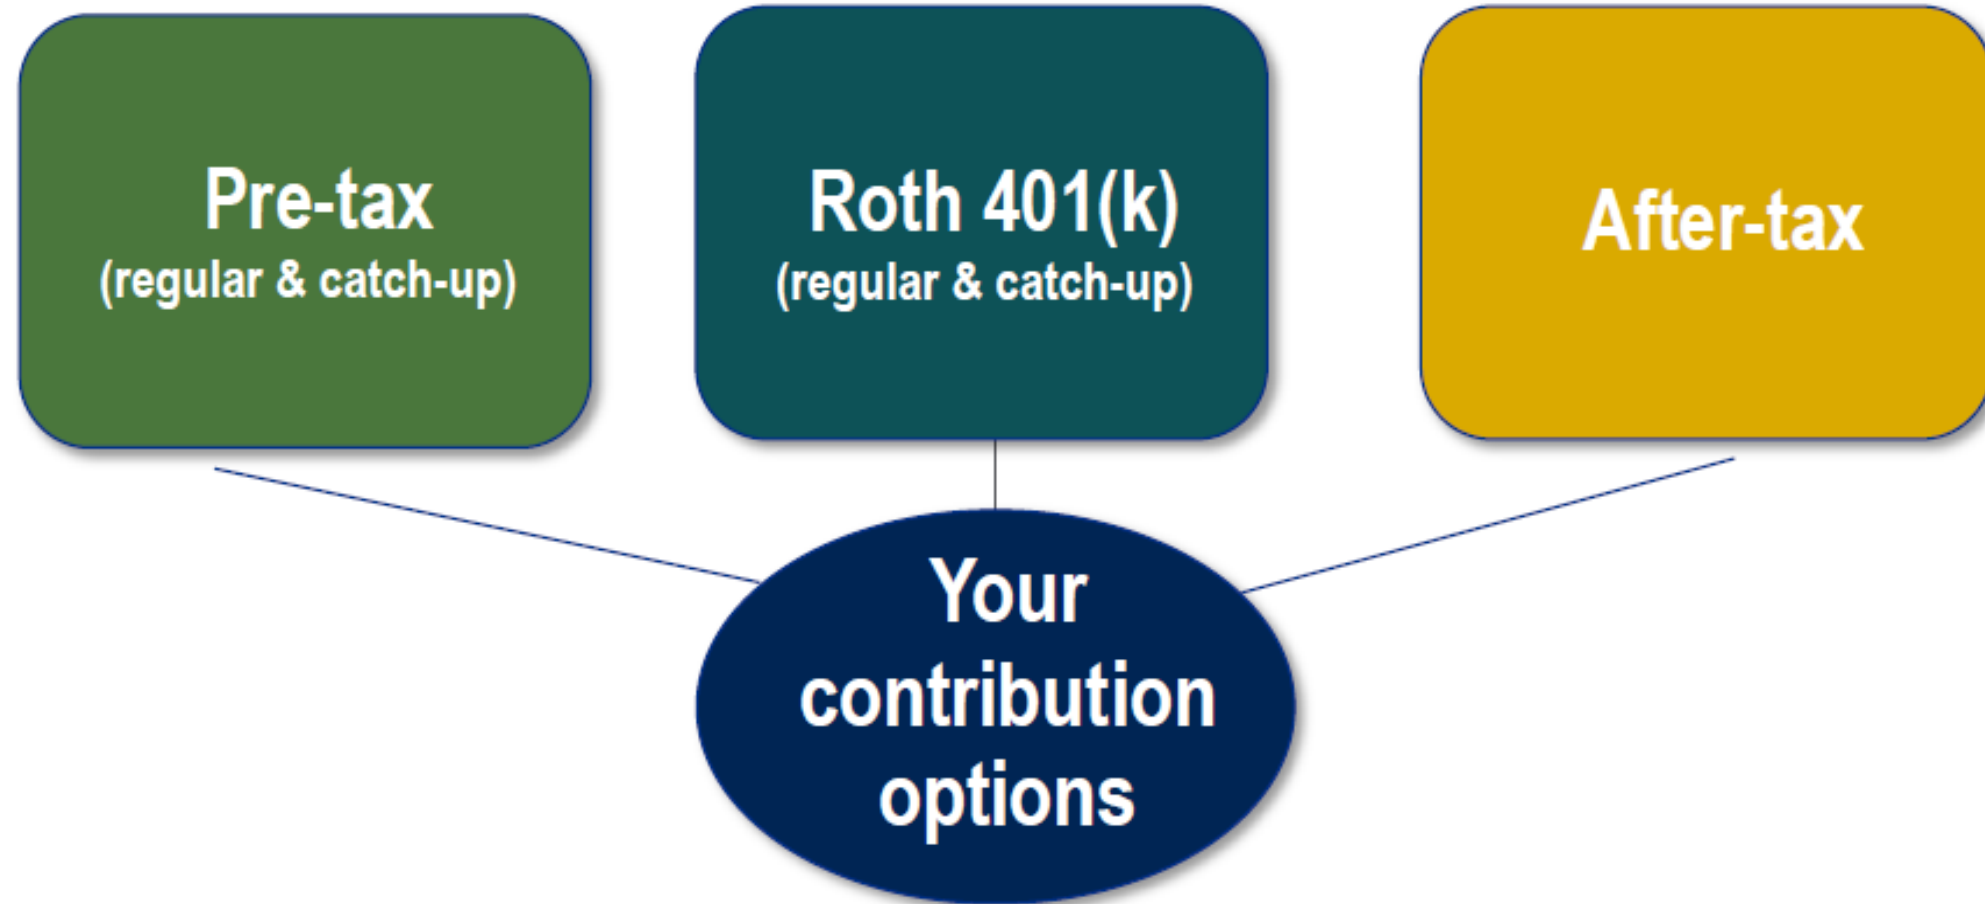 Pre-tax
(regular & catch-up)
Roth 401(k)
(regular & catch-up)
After-tax
Your
contribution
options